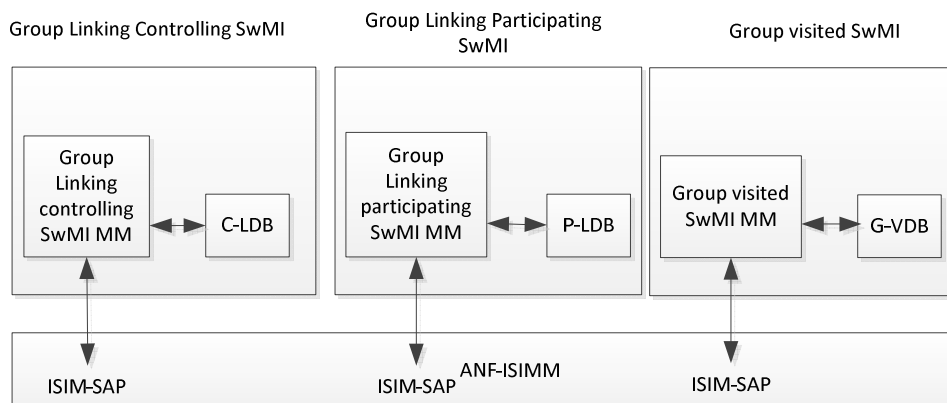 Group Linking Controlling SwMI
Group Linking Participating
SwMI
Group visited SwMI
Group
Linking
controlling
SwMI MM
C-LDB
Group
Linking
participating
SwMI MM
P-LDB
Group visited
SwMI MM
G-VDB
ANF-ISIMM
ISIM-SAP
ISIM-SAP
ISIM-SAP